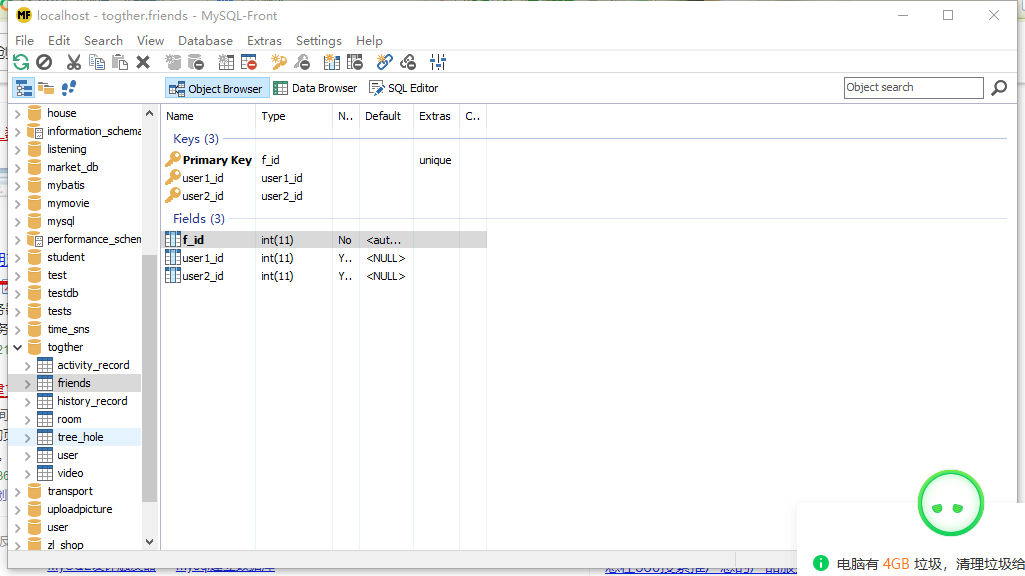 localhost - togther.friends - MySQL-Front
File Edit Search View Database Extras Settings Help
Object Browser Data Browser SQL Editor Object search
house
information_schema
listening
market_db
mybatis
mymovie
mysql
performance_schem
student
test
testdb
tests
time_sns
togther
activity_record
friends
history_record
room
tree_hole
user
video
transport
uploadpicture
user
zl_shop
Name Type N.. Default Extras C..
Keys (3)
Primary Key f_id unique
user1_id user1_id
user2_id user2_id
Fields (3)
f_id int(11) No <aut...
user1_id int(11) Y.. <NULL>
user2_id int(11) Y.. <NULL>
电脑有 4GB 垃圾，清理垃圾给